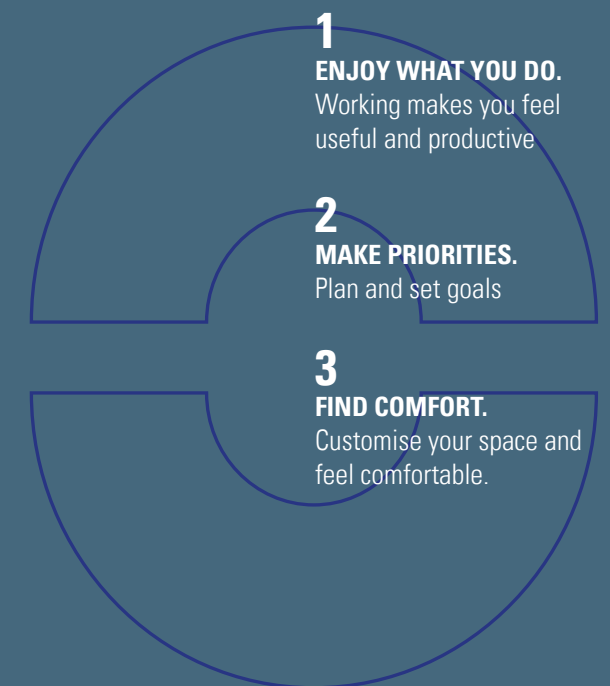 1
ENJOY WHAT YOU DO.
Working makes you feel
useful and productive
2
MAKE PRIORITIES.
Plan and set goals
3
FIND COMFORT.
Customise your space and
feel comfortable.